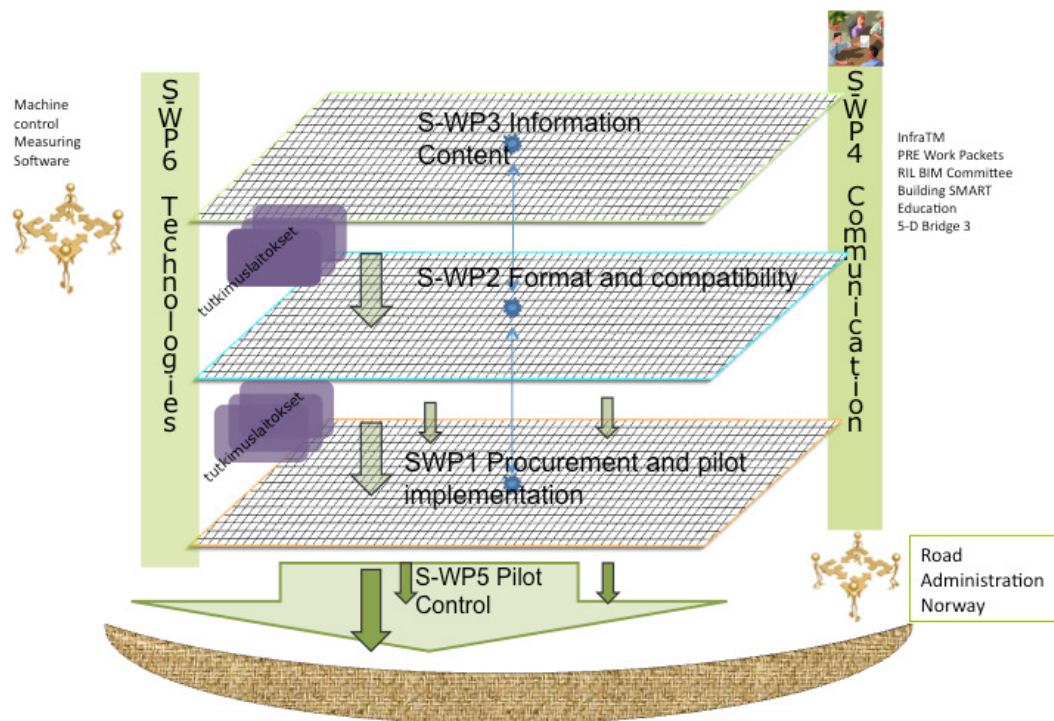 S-WP6 Technologies
Machine
control
Measuring
Software
S-WP3 Information
Content
S-WP4 Communication
InfraTM
PRE Work Packets
RIL BIM Committee
Building SMART
Education
5-D Bridge 3
tutkimuslaitokset
S-WP2 Format and compatibility
tutkimuslaitokset
SWP1 Procurement and pilot
implementation
S-WP5 Pilot
Control
Road
Administration
Norway